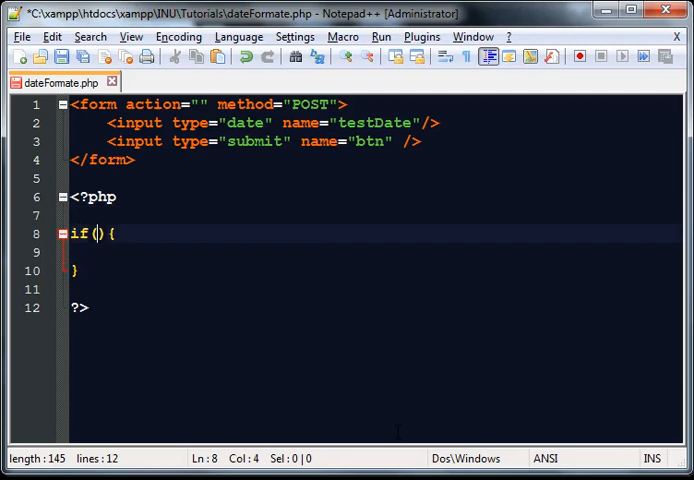 *C:\xampp\htdocs\xampp\INU\Tutorials\dateFormate.php - Notepad++ [Administrator]
File Edit Search View Encoding Language Settings Macro Run Plugins Window ? X
dateFormate.php
1 <form action="" method="POST">
2 <input type="date" name="testDate"/>
3 <input type="submit" name="btn" />
4 </form>
5
6 <?php
7
8 if(){
9
10 }
11
12 ?>
length : 145 lines : 12 Ln : 8 Col : 4 Sel : 0 | 0 Dos\Windows ANSI INS